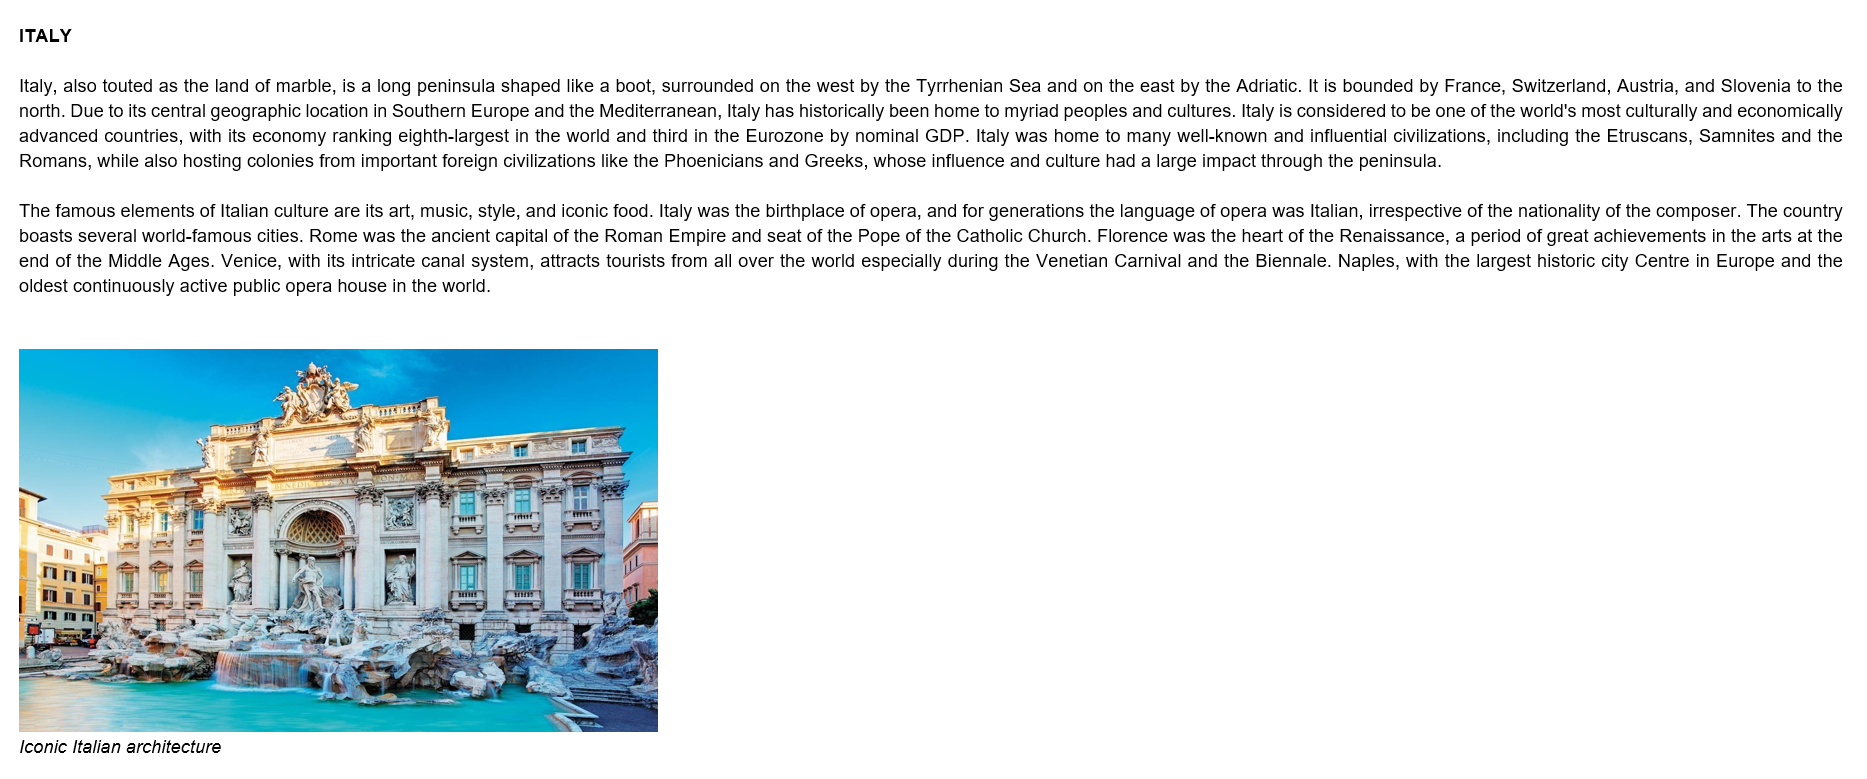 ITALY
Italy, also touted as the land of marble, is a long peninsula shaped like a boot, surrounded on the west by the Tyrrhenian Sea and on the east by the Adriatic. It is bounded by France, Switzerland, Austria, and Slovenia to the
north. Due to its central geographic location in Southern Europe and the Mediterranean, Italy has historically been home to myriad peoples and cultures. Italy is considered to be one of the world's most culturally and economically
advanced countries, with its economy ranking eighth-largest in the world and third in the Eurozone by nominal GDP. Italy was home to many well-known and influential civilizations, including the Etruscans, Samnites and the
Romans, while also hosting colonies from important foreign civilizations like the Phoenicians and Greeks, whose influence and culture had a large impact through the peninsula.
The famous elements of Italian culture are its art, music, style, and iconic food. Italy was the birthplace of opera, and for generations the language of opera was Italian, irrespective of the nationality of the composer. The country
boasts several world-famous cities. Rome was the ancient capital of the Roman Empire and seat of the Pope of the Catholic Church. Florence was the heart of the Renaissance, a period of great achievements in the arts at the
end of the Middle Ages. Venice, with its intricate canal system, attracts tourists from all over the world especially during the Venetian Carnival and the Biennale. Naples, with the largest historic city Centre in Europe and the
oldest continuously active public opera house in the world.
Iconic Italian architecture